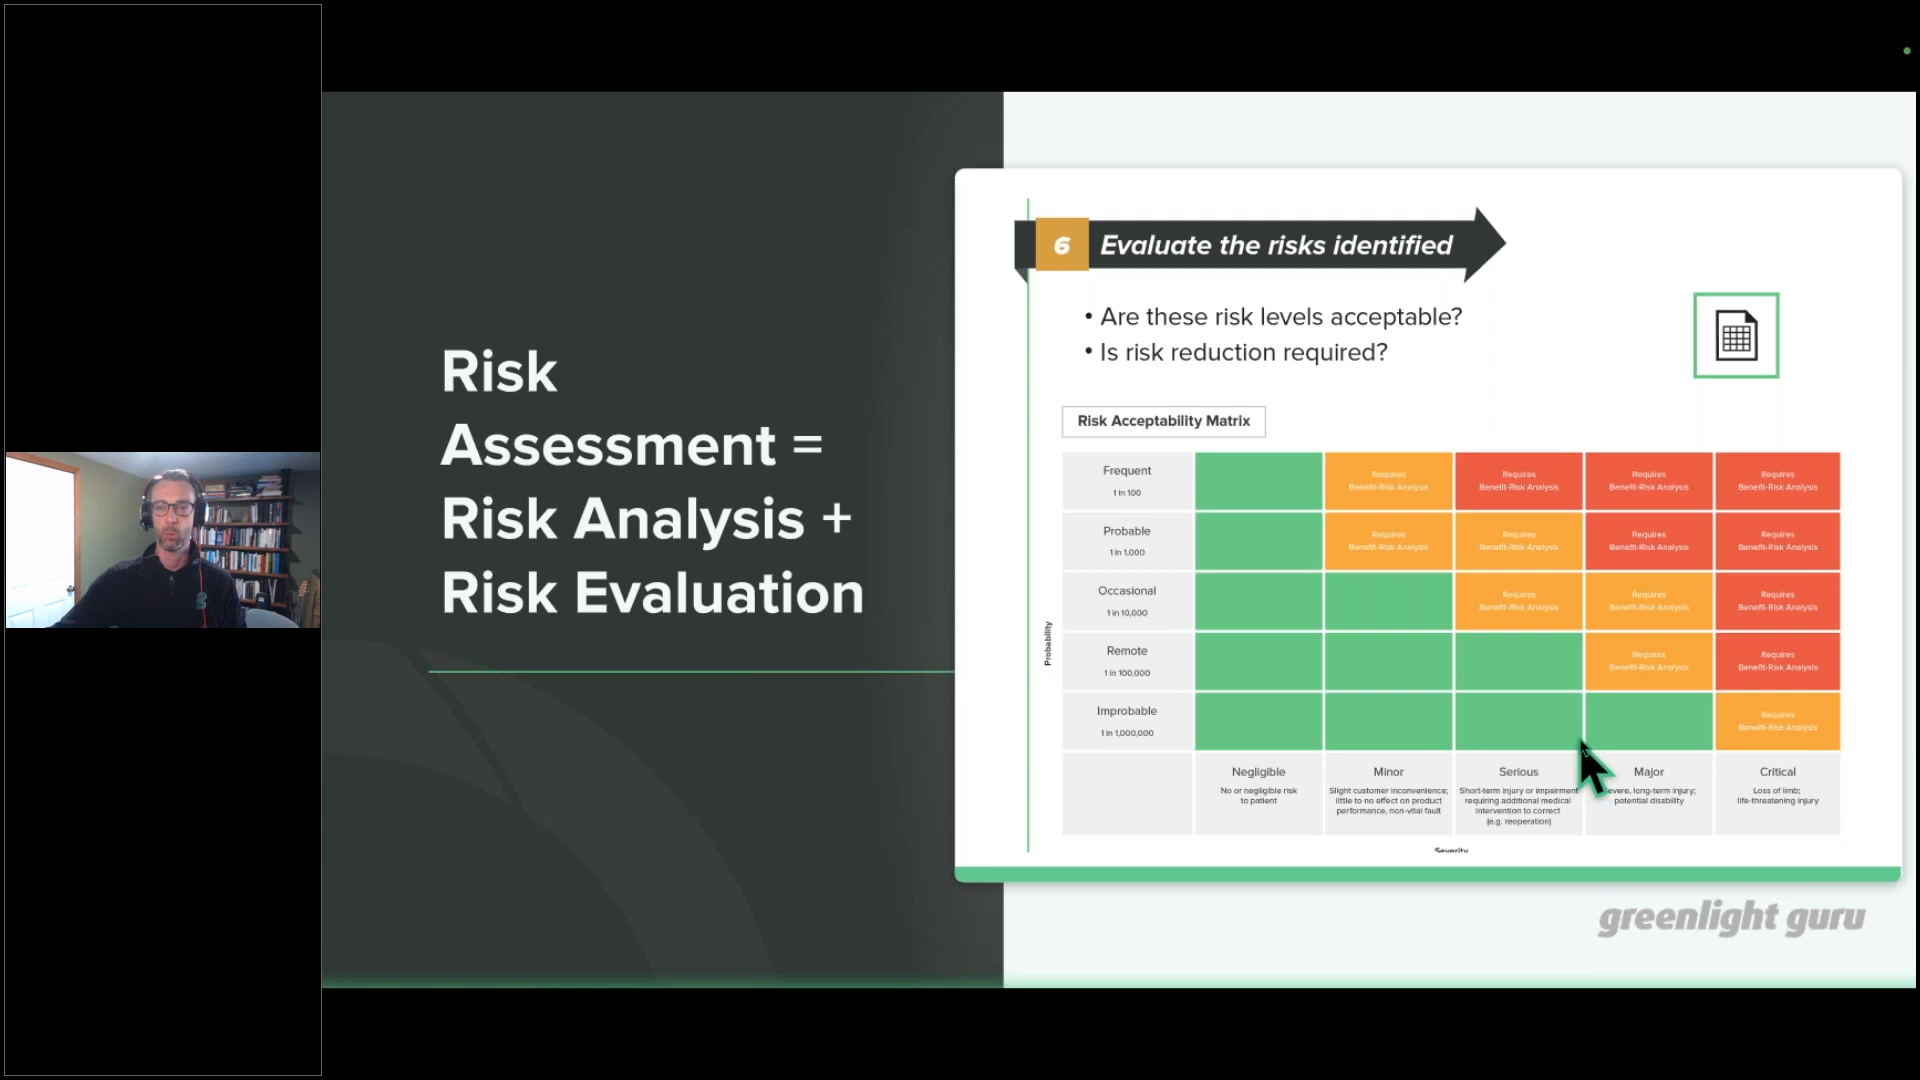 Risk
Assessment =
Risk Analysis +
Risk Evaluation
6 Evaluate the risks identified
• Are these risk levels acceptable?
• Is risk reduction required?
Risk Acceptability Matrix
Probability
Frequent
1 in 100
Requires
Benefit-Risk Analysis
Requires
Benefit-Risk Analysis
Requires
Benefit-Risk Analysis
Requires
Benefit-Risk Analysis
Probable
1 in 1,000
Requires
Benefit-Risk Analysis
Requires
Benefit-Risk Analysis
Requires
Benefit-Risk Analysis
Requires
Benefit-Risk Analysis
Occasional
1 in 10,000
Requires
Benefit-Risk Analysis
Requires
Benefit-Risk Analysis
Requires
Benefit-Risk Analysis
Remote
1 in 100,000
Requires
Benefit-Risk Analysis
Requires
Benefit-Risk Analysis
Improbable
1 in 1,000,000
Requires
Benefit-Risk Analysis
Negligible
No or negligible risk
to patient
Minor
Slight customer inconvenience;
little to no effect on product
performance, non-vital fault
Serious
Short-term injury or impairment
requiring additional medical
intervention to correct
(e.g. reoperation)
Major
long-term injury;
potential disability
Critical
Loss of limb;
life-threatening injury
Severity
greenlight guru